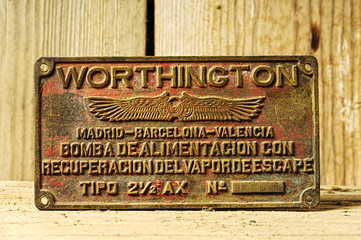 WORTHINGTON
MADRID-BARCELONA-VALENCIA
BOMBA DE ALIMENTACION CON
RECUPERACION DEL VAPOR DE ESCAPE
TIPO 2½ AX Nº